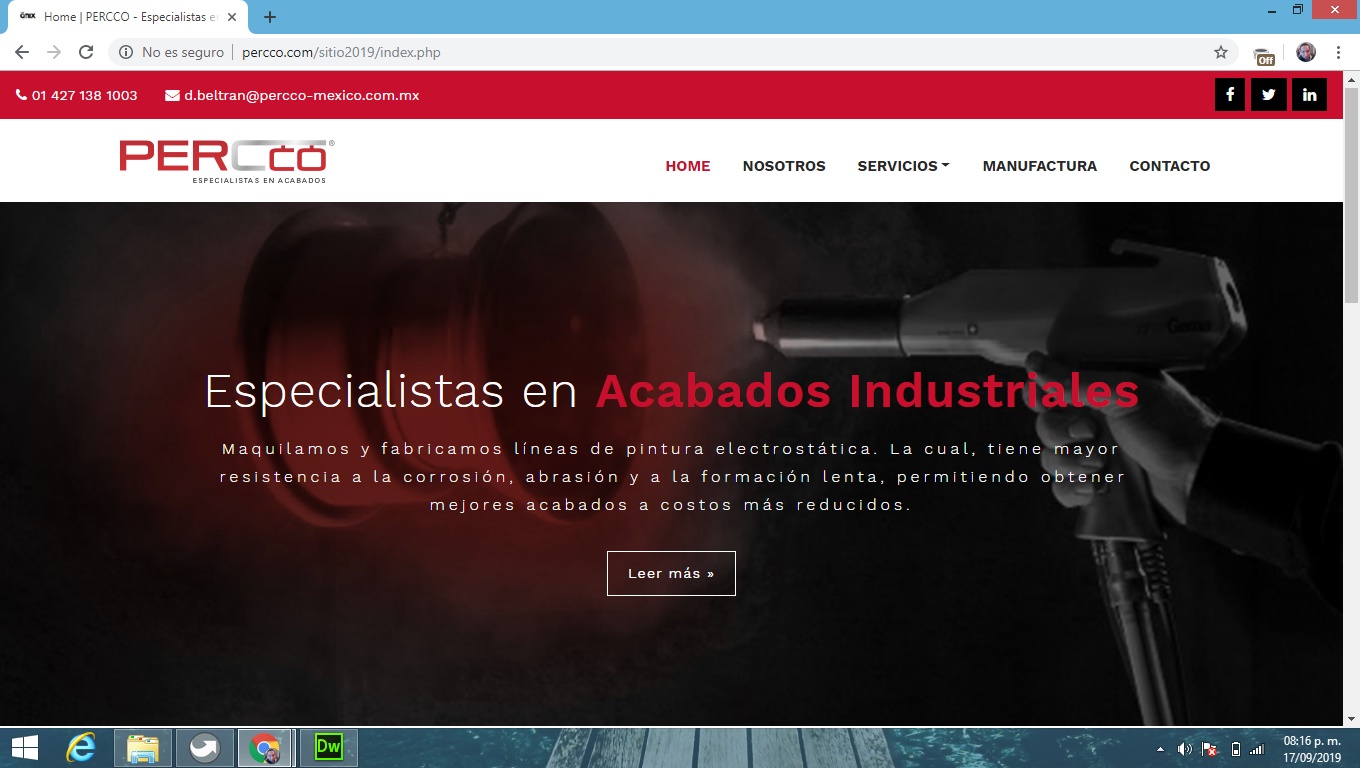 Home | PERCCO - Especialistas e
No es seguro
percco.com/sitio2019/index.php
Off
01 427 138 1003
d.beltran@percco-mexico.com.mx
PERCCO®
ESPECIALISTAS EN ACABADOS
HOME
NOSOTROS
SERVICIOS
MANUFACTURA
CONTACTO
Gema
Especialistas en Acabados Industriales
Maquilamos y fabricamos líneas de pintura electrostática. La cual, tiene mayor
resistencia a la corrosión, abrasión y a la formación lenta, permitiendo obtener
mejores acabados a costos más reducidos.
Leer más »
Dw
08:16 p. m.
17/09/2019